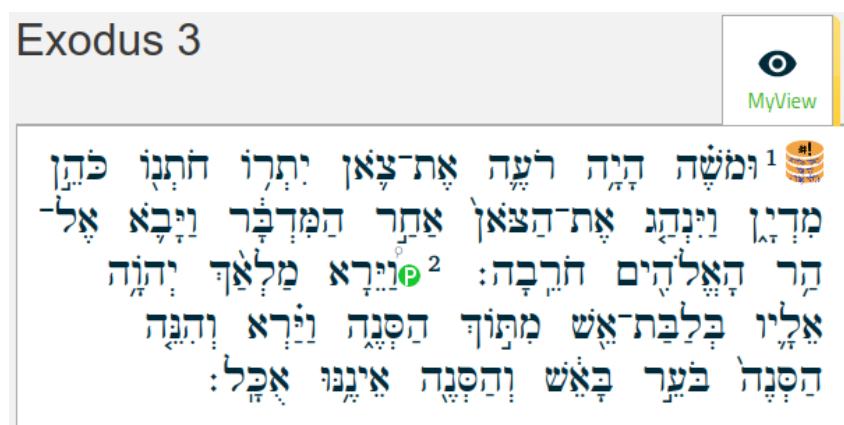 Exodus 3
MyView
#!
1 וּמֹשֶׁ֗ה הָיָ֥ה רֹעֶ֛ה אֶת־צֹ֛אן יִתְר֥וֹ חֹתְנ֖וֹ כֹּהֵ֣ן
מִדְיָ֑ן וַיִּנְהַ֤ג אֶת־הַצֹּאן֙ אַחַ֣ר הַמִּדְבָּ֔ר וַיָּבֹ֛א אֶל־
הַ֥ר הָאֱלֹהִ֖ים חֹרֵֽבָה׃ 2 P וַ֠יֵּרָא מַלְאַ֨ךְ יְהוָֹ֥ה
אֵלָ֛יו בְּלַבַּת־אֵ֖שׁ מִתּ֣וֹךְ הַסְּנֶ֑ה וַיַּ֗רְא וְהִנֵּ֤ה
הַסְּנֶה֙ בֹּעֵ֣ר בָּאֵ֔שׁ וְהַסְּנֶ֖ה אֵינֶ֥נּוּ אֻכָּֽל׃